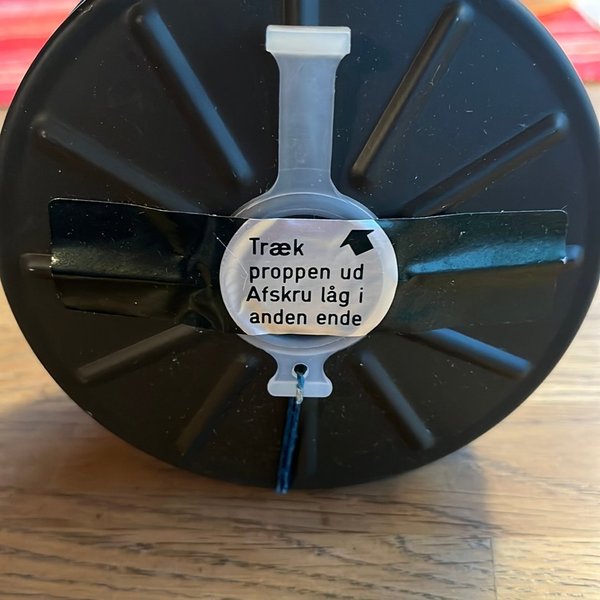 Træk
proppen ud
Afskru låg i
anden ende